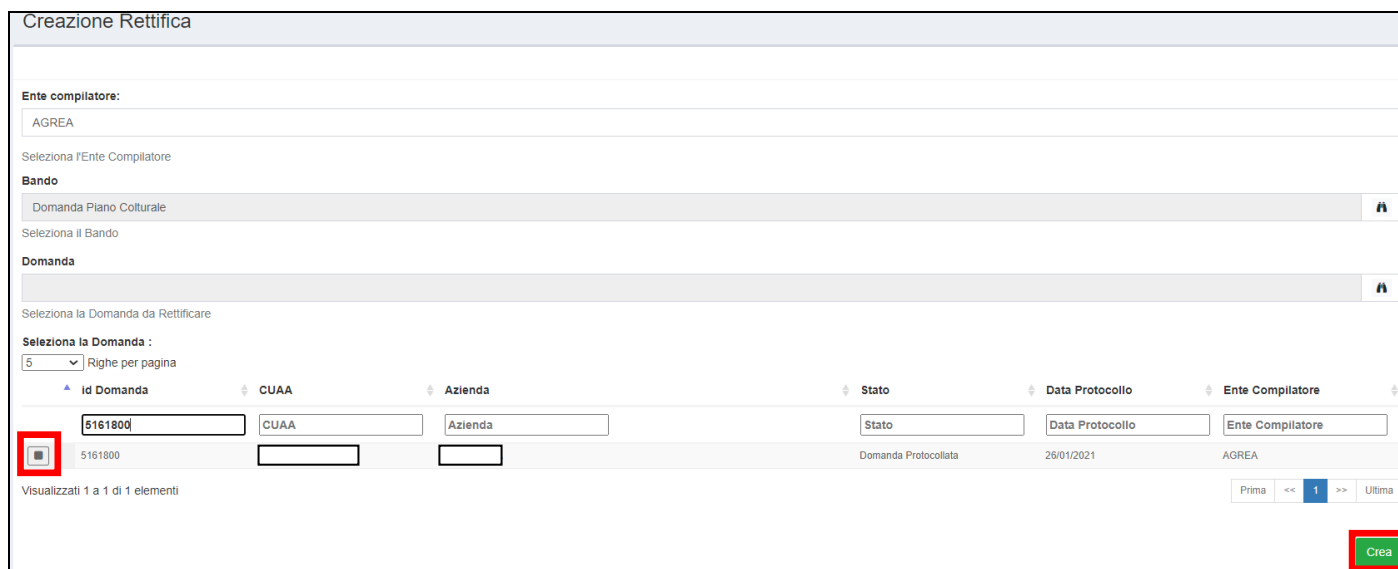 Creazione Rettifica
Ente compilatore:
AGREA
Seleziona l'Ente Compilatore
Bando
Domanda Piano Colturale
Seleziona il Bando
Domanda
Seleziona la Domanda da Rettificare
Seleziona la Domanda :
5 Righe per pagina
id Domanda CUAA Azienda Stato Data Protocollo Ente Compilatore
5161800 CUAA Azienda Stato Data Protocollo Ente Compilatore
5161800 Domanda Protocollata 26/01/2021 AGREA
Visualizzati 1 a 1 di 1 elementi
Prima << 1 >> Ultima
Crea